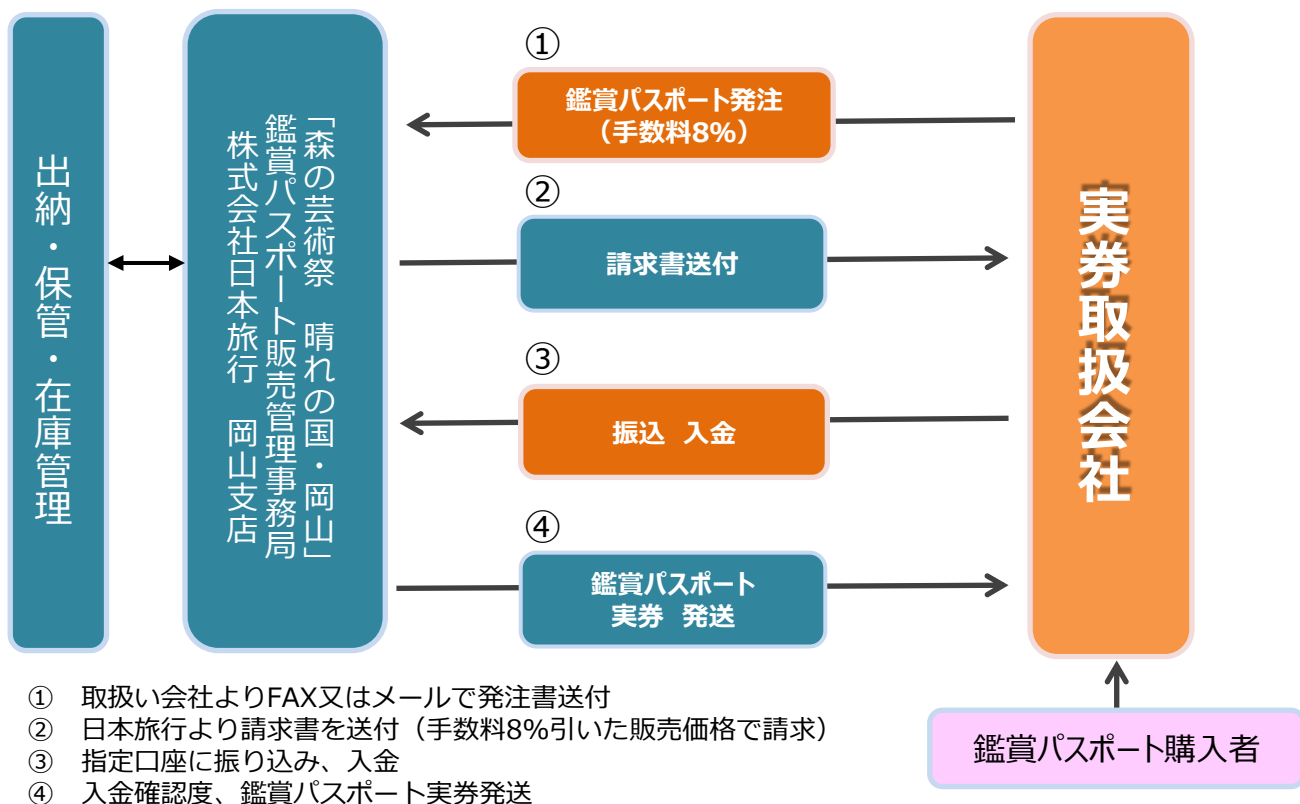 出納・保管・在庫管理
「森の芸術祭　晴れの国・岡山」
鑑賞パスポート販売管理事務局
株式会社日本旅行　岡山支店
①
鑑賞パスポート発注
（手数料8%）
②
請求書送付
③
振込 入金
④
鑑賞パスポート
実券 発送
実券取扱会社
鑑賞パスポート購入者
① 取扱い会社よりFAX又はメールで発注書送付
② 日本旅行より請求書を送付（手数料8%引いた販売価格で請求）
③ 指定口座に振り込み、入金
④ 入金確認度、鑑賞パスポート実券発送